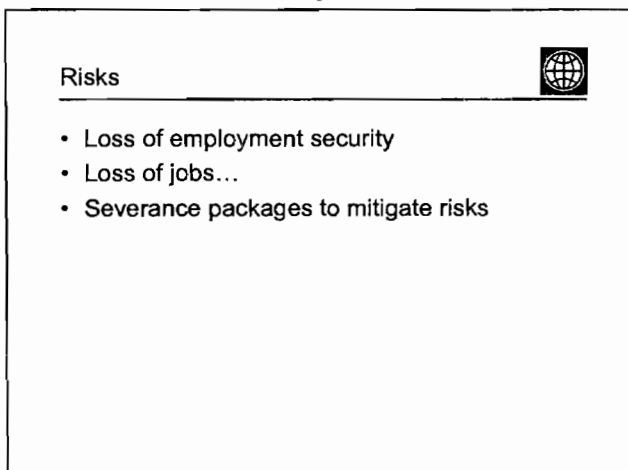 Risks
• Loss of employment security
• Loss of jobs...
• Severance packages to mitigate risks